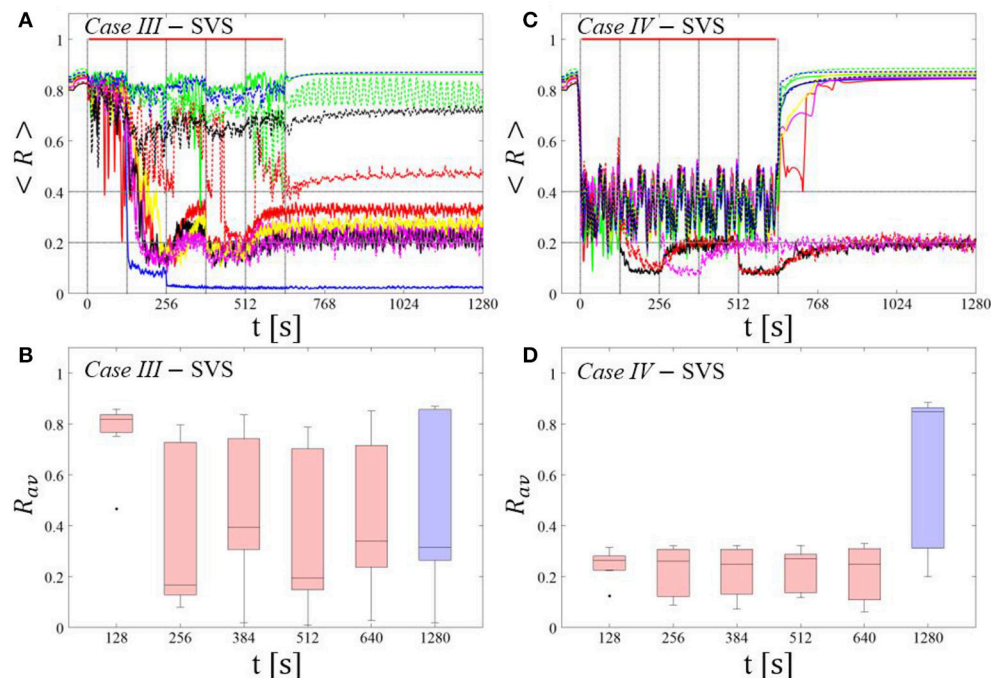 A
Case III – SVS
1
0.8
0.6
0.4
0.2
0
< R >
0 256 512 768 1024 1280
t [s]
C
Case IV – SVS
1
0.8
0.6
0.4
0.2
0
< R >
0 256 512 768 1024 1280
t [s]
B
Case III – SVS
1
0.8
0.6
0.4
0.2
0
R_av
128 256 384 512 640 1280
t [s]
D
Case IV – SVS
1
0.8
0.6
0.4
0.2
0
R_av
128 256 384 512 640 1280
t [s]